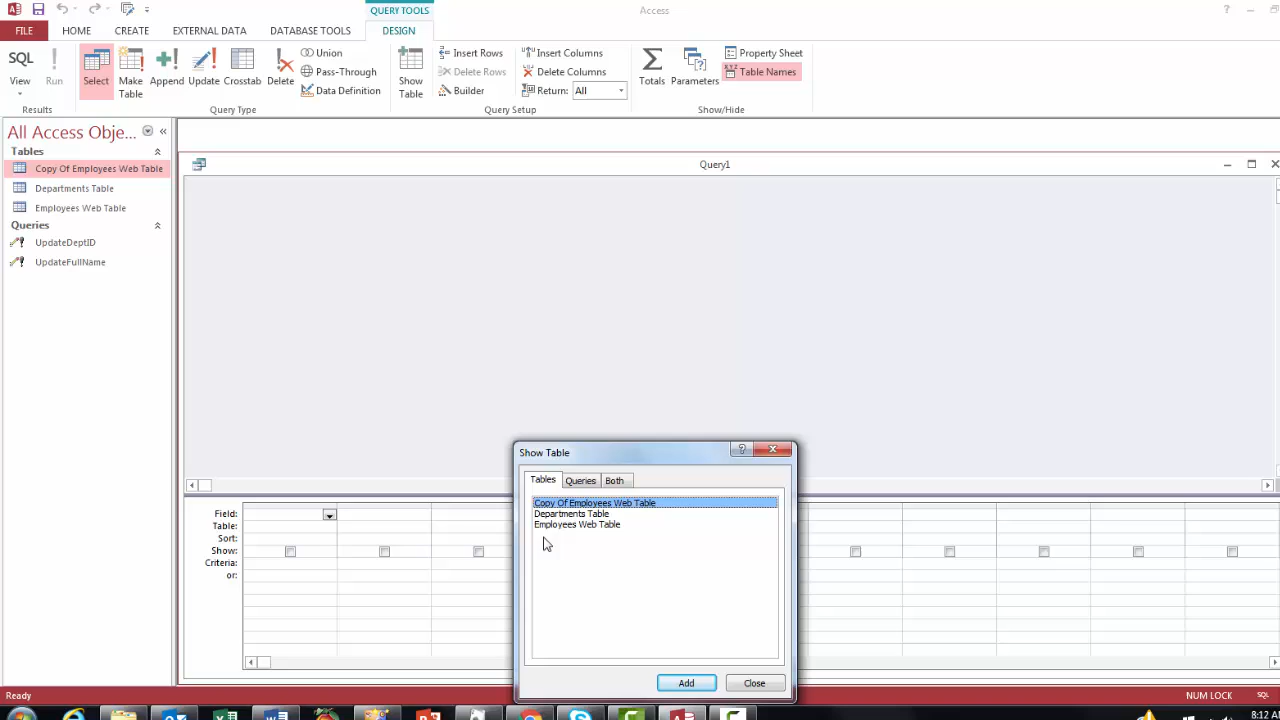 QUERY TOOLS
Access
FILE HOME CREATE EXTERNAL DATA DATABASE TOOLS DESIGN
SQL
View
Run
Results
Select
Make Table
Append
Update
Crosstab
Delete
Union
Pass-Through
Data Definition
Query Type
Show Table
Insert Rows
Delete Rows
Builder
Insert Columns
Delete Columns
Return: All
Query Setup
Totals
Parameters
Property Sheet
XYZ Table Names
Show/Hide
All Access Obje...
Tables
Copy Of Employees Web Table
Departments Table
Employees Web Table
Queries
UpdateDeptID
UpdateFullName
Query1
Show Table
Tables Queries Both
Copy Of Employees Web Table
Departments Table
Employees Web Table
Add Close
Field:
Table:
Sort:
Show:
Criteria:
or:
Ready
NUM LOCK
SQL
8:12 A